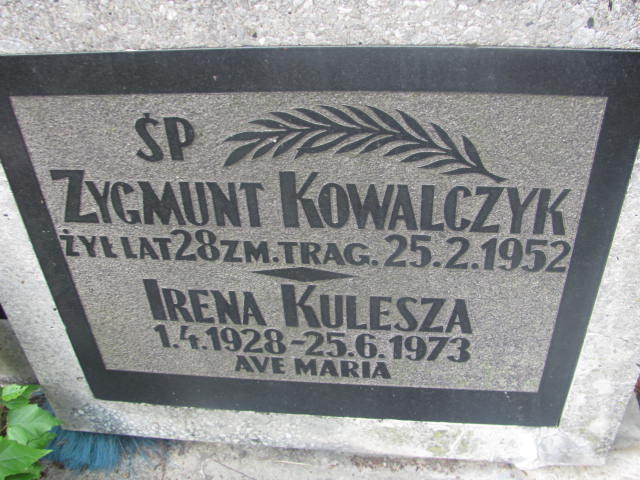 ŚP
ZYGMUNT KOWALCZYK
ŻYŁ LAT 28 ZM. TRAG. 25.2.1952
IRENA KULESZA
1.4.1928-25.6.1973
AVE MARIA